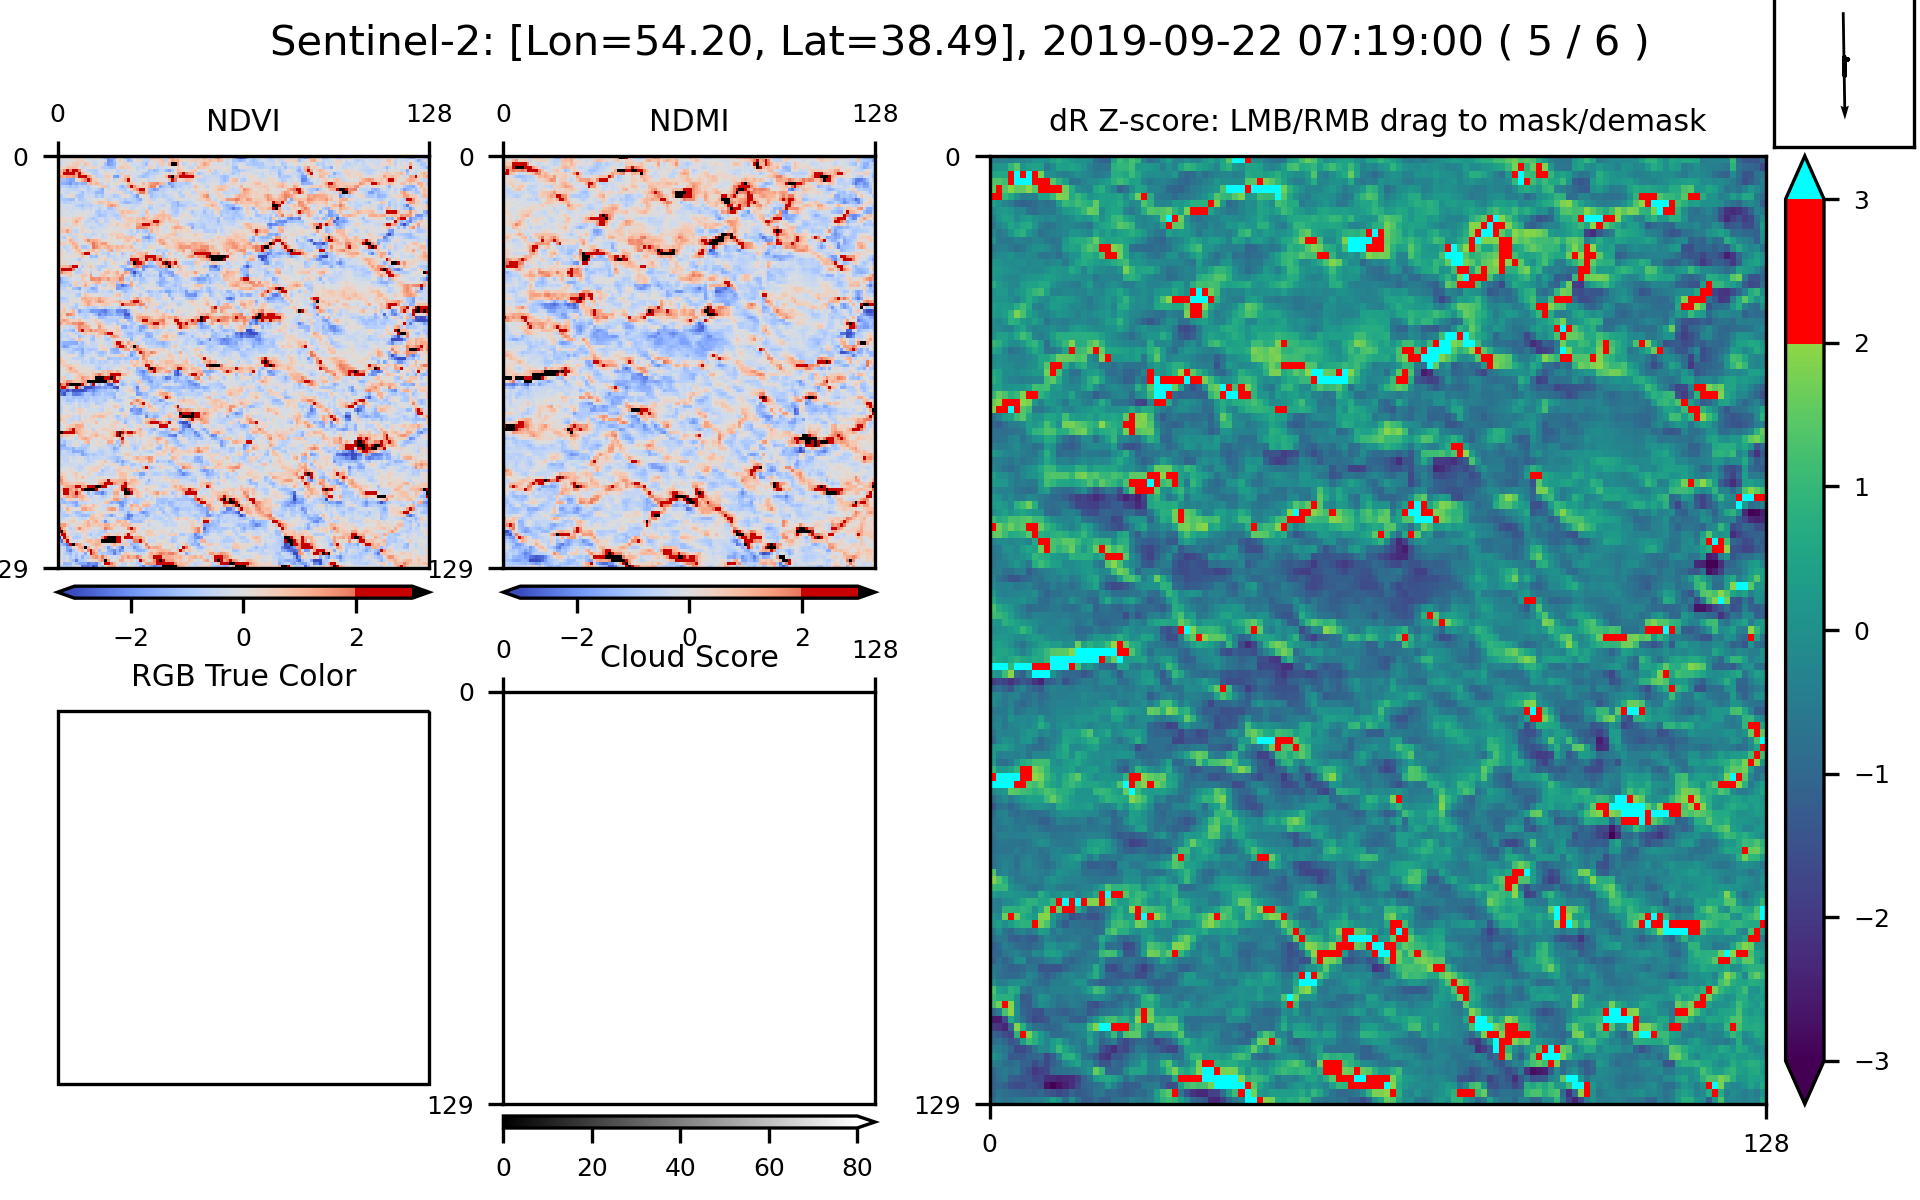 Sentinel-2: [Lon=54.20, Lat=38.49], 2019-09-22 07:19:00 ( 5 / 6 )
NDVI
0 128
0
29
−2 0 2
NDMI
0 128
0
129
−2 0 2
dR Z-score: LMB/RMB drag to mask/demask
0
129
0 128
3
2
1
0
−1
−2
−3
RGB True Color
Cloud Score
0 128
0
129
0 20 40 60 80